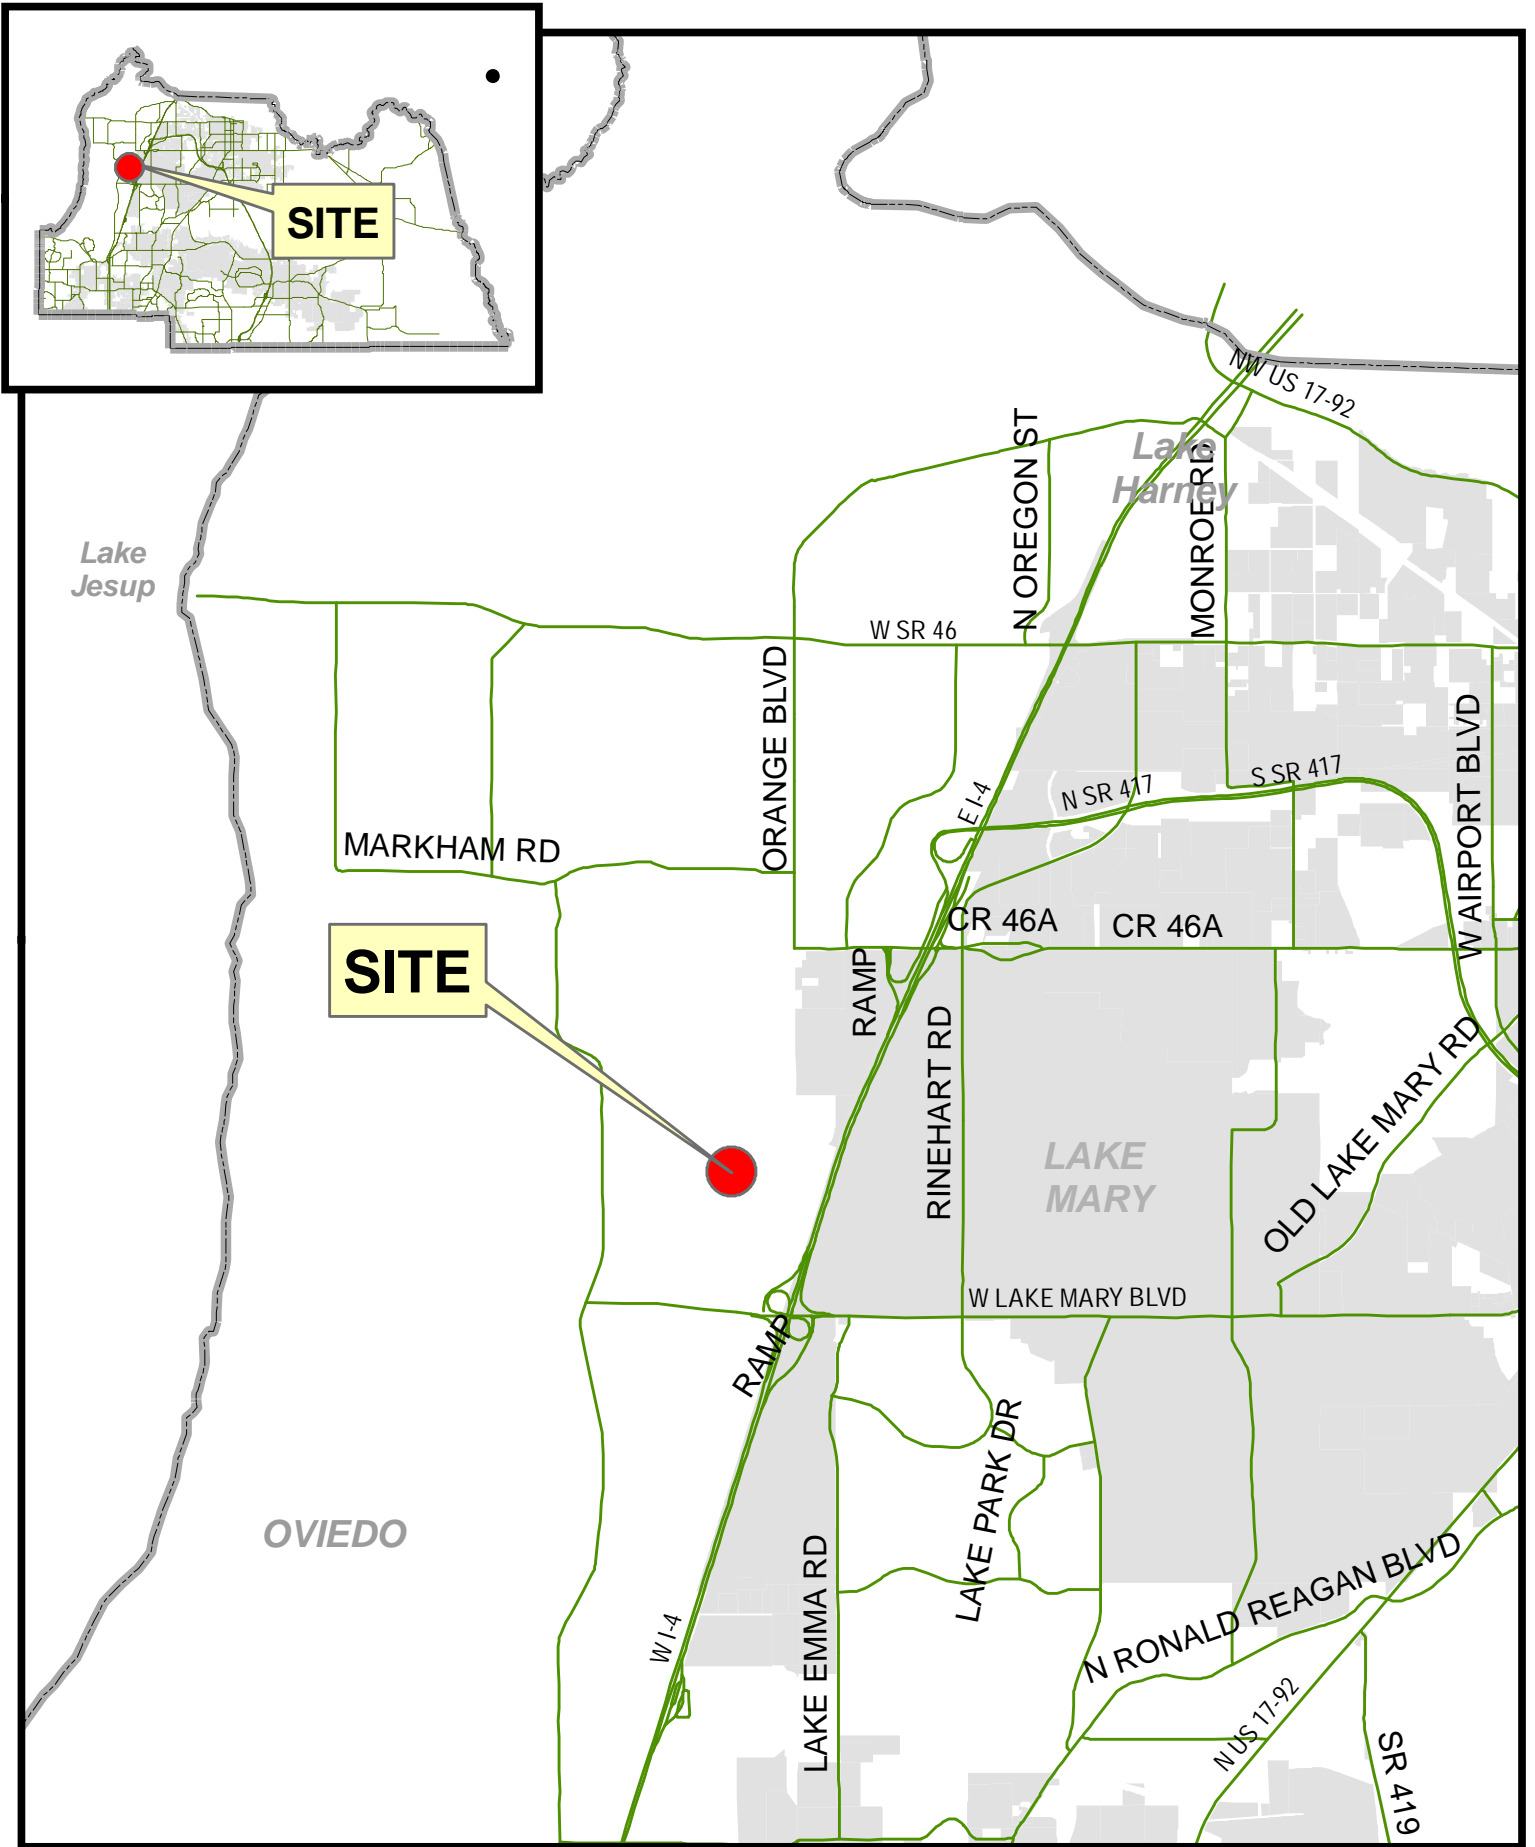 SITE
NW US 17-92
Lake
Harney
N OREGON ST
MONROE RD
Lake
Jesup
W SR 46
ORANGE BLVD
W AIRPORT BLVD
E I-4
N SR 417
S SR 417
MARKHAM RD
CR 46A
CR 46A
SITE
RAMP
RINEHART RD
OLD LAKE MARY RD
LAKE
MARY
W LAKE MARY BLVD
RAMP
LAKE PARK DR
OVIEDO
LAKE EMMA RD
N RONALD REAGAN BLVD
W I-4
N US 17-92
SR 419